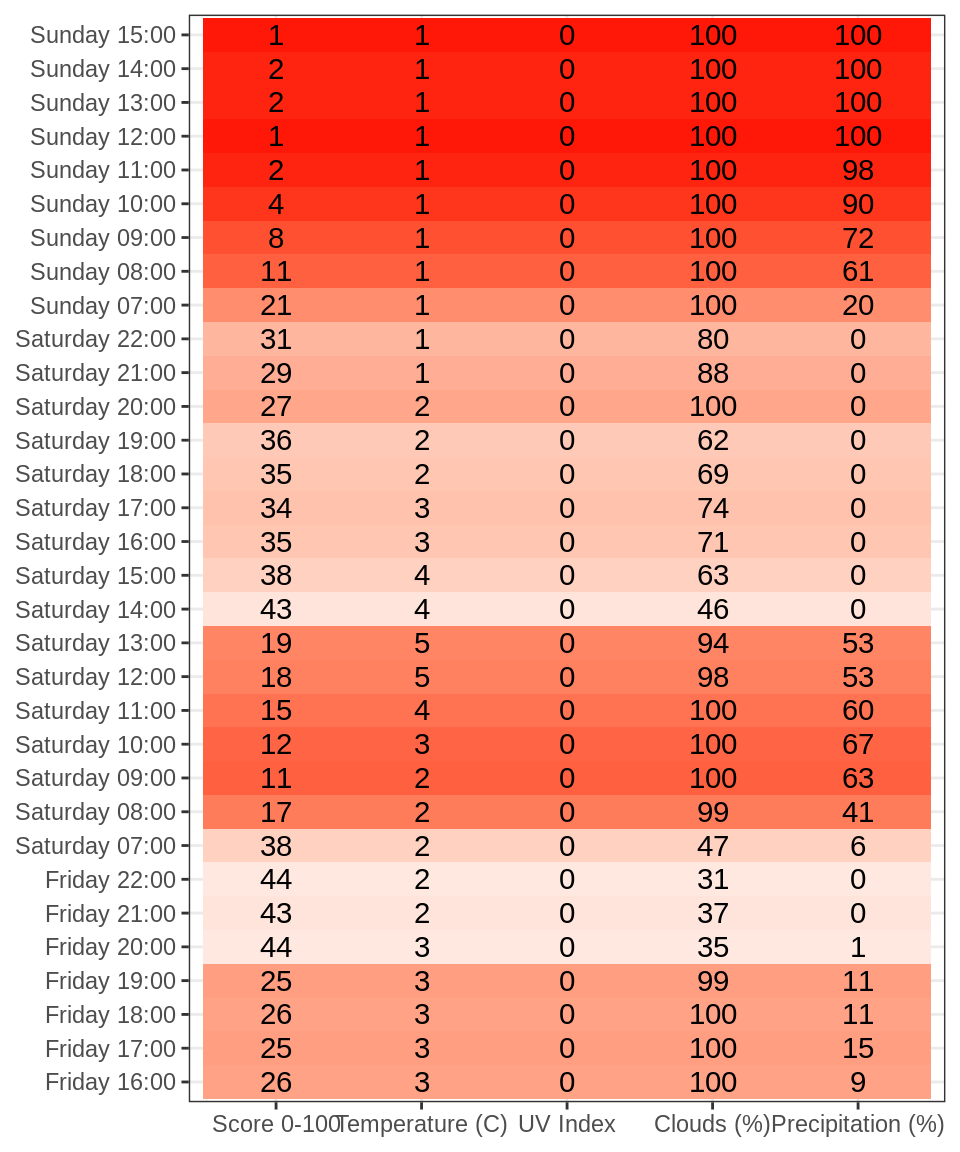 Sunday 15:00 1 1 0 100 100
Sunday 14:00 2 1 0 100 100
Sunday 13:00 2 1 0 100 100
Sunday 12:00 1 1 0 100 100
Sunday 11:00 2 1 0 100 98
Sunday 10:00 4 1 0 100 90
Sunday 09:00 8 1 0 100 72
Sunday 08:00 11 1 0 100 61
Sunday 07:00 21 1 0 100 20
Saturday 22:00 31 1 0 80 0
Saturday 21:00 29 1 0 88 0
Saturday 20:00 27 2 0 100 0
Saturday 19:00 36 2 0 62 0
Saturday 18:00 35 2 0 69 0
Saturday 17:00 34 3 0 74 0
Saturday 16:00 35 3 0 71 0
Saturday 15:00 38 4 0 63 0
Saturday 14:00 43 4 0 46 0
Saturday 13:00 19 5 0 94 53
Saturday 12:00 18 5 0 98 53
Saturday 11:00 15 4 0 100 60
Saturday 10:00 12 3 0 100 67
Saturday 09:00 11 2 0 100 63
Saturday 08:00 17 2 0 99 41
Saturday 07:00 38 2 0 47 6
Friday 22:00 44 2 0 31 0
Friday 21:00 43 2 0 37 0
Friday 20:00 44 3 0 35 1
Friday 19:00 25 3 0 99 11
Friday 18:00 26 3 0 100 11
Friday 17:00 25 3 0 100 15
Friday 16:00 26 3 0 100 9
Score 0-100 Temperature (C) UV Index Clouds (%) Precipitation (%)